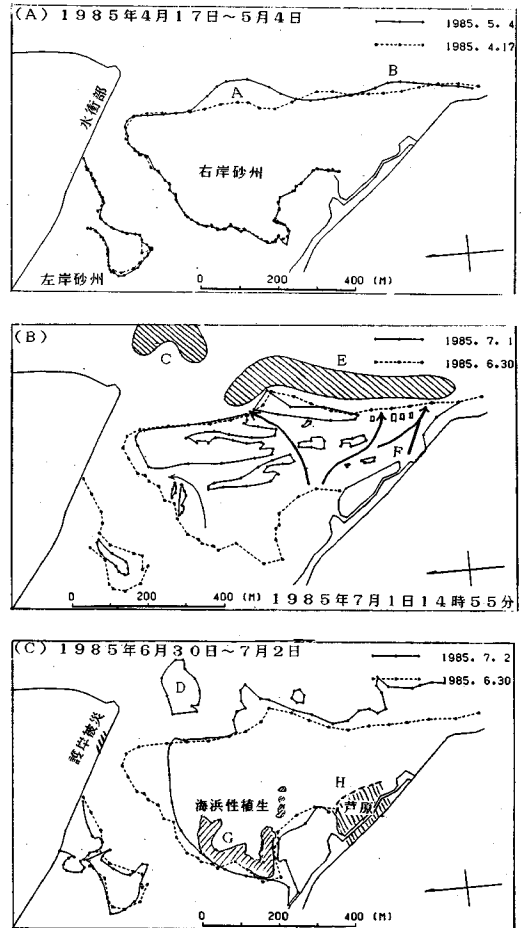 (A) 1985年4月17日~5月4日
1985. 5. 4
1985. 4.17
水衝部
A
B
右岸砂州
左岸砂州
0 200 400 (M)
(B)
1985. 7. 1
1985. 6.30
C
E
F
0 200 400 (M)
1985年7月1日14時55分
(C) 1985年6月30日~7月2日
1985. 7. 2
1985. 6.30
D
護岸被災
海浜性植生
G
H
芦原
0 200 400 (M)